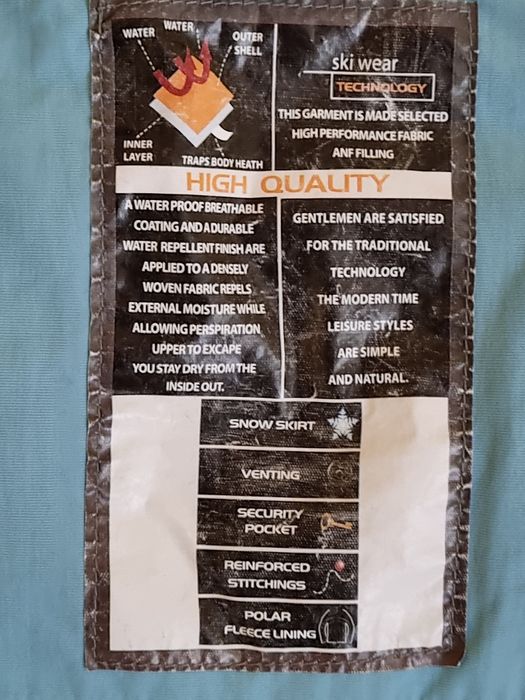 WATER
WATER
OUTER
SHELL
INNER
LAYER
TRAPS BODY HEATH
ski wear
TECHNOLOGY
THIS GARMENT IS MADE SELECTED
HIGH PERFORMANCE FABRIC
ANF FILLING
HIGH QUALITY
A WATER PROOF BREATHABLE
COATING AND A DURABLE
WATER REPELLENT FINISH ARE
APPLIED TO A DENSELY
WOVEN FABRIC REPELS
EXTERNAL MOISTURE WHILE
ALLOWING PERSPIRATION
UPPER TO EXCAPE
YOU STAY DRY FROM THE
INSIDE OUT.
GENTLEMEN ARE SATISFIED
FOR THE TRADITIONAL
TECHNOLOGY
THE MODERN TIME
LEISURE STYLES
ARE SIMPLE
AND NATURAL.
SNOW SKIRT
VENTING
SECURITY
POCKET
REINFORCED
STITCHINGS
POLAR
FLEECE LINING